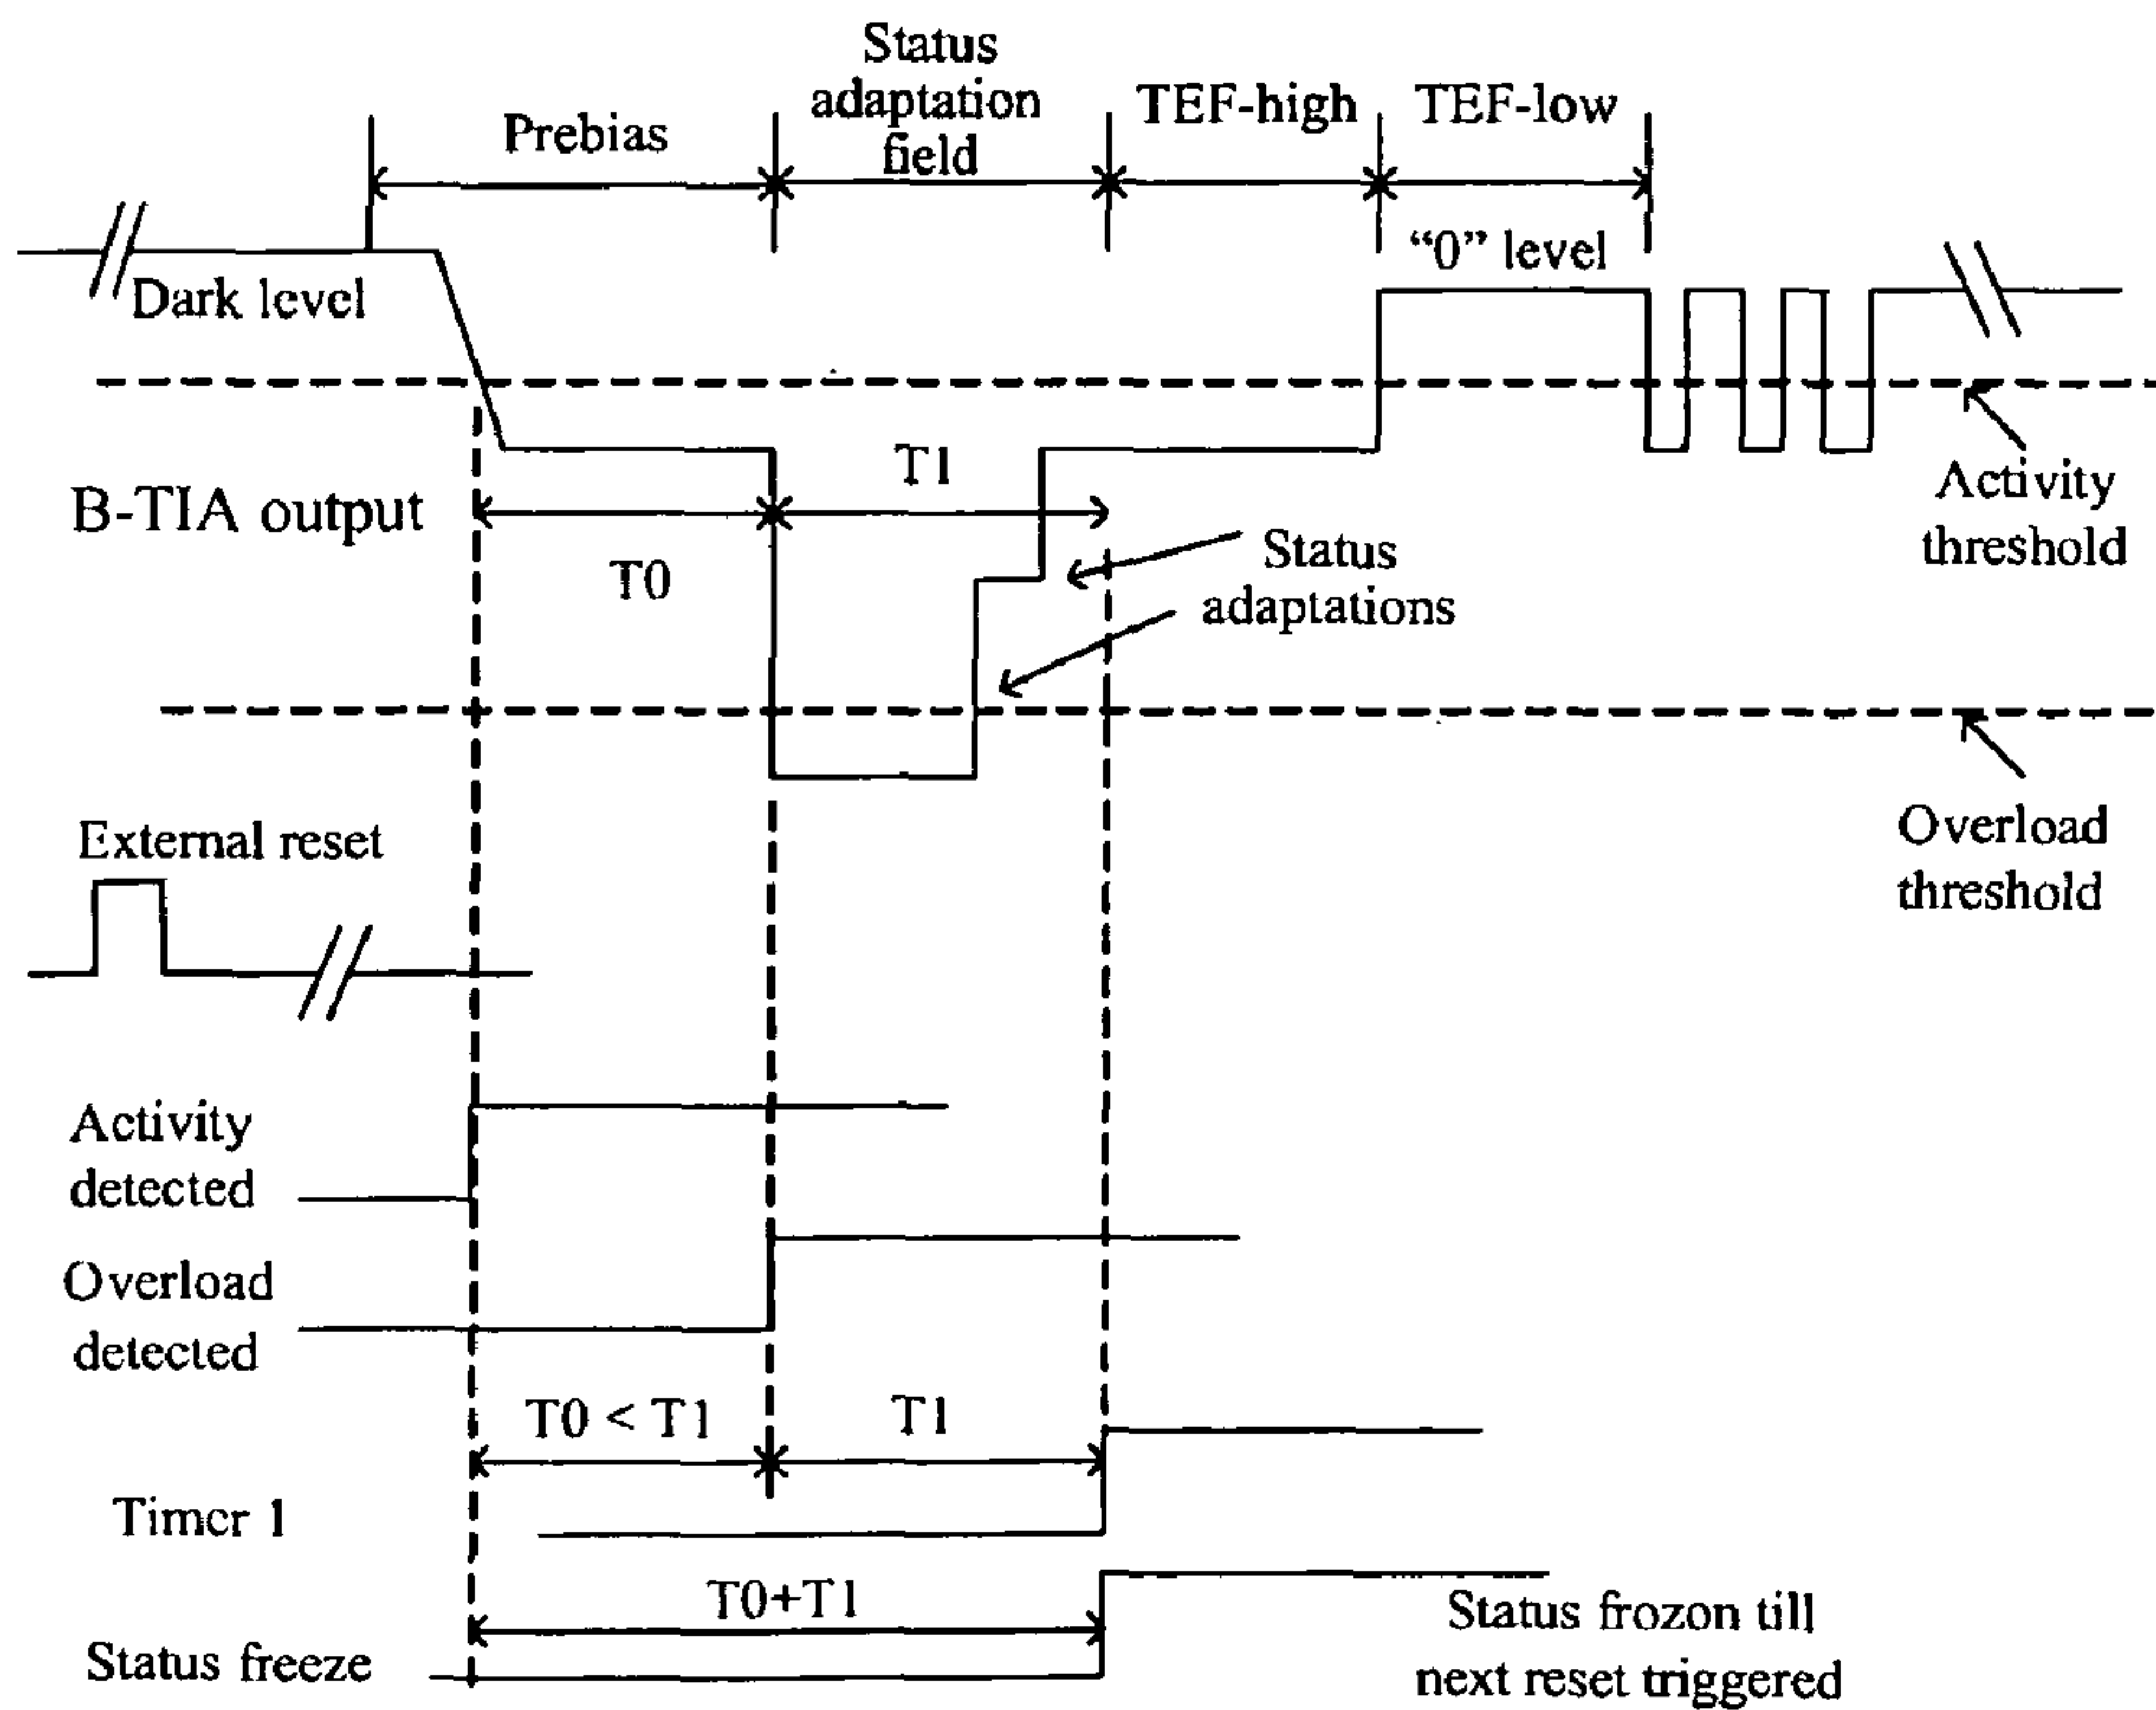 Status
adaptation
field
Prebias
TEF-high
TEF-low
"0" level
Dark level
T1
B-TIA output
Activity
threshold
T0
Status
adaptations
External reset
Overload
threshold
Activity
detected
Overload
detected
T0 < T1
T1
Timer 1
T0+T1
Status frozon till
next reset triggered
Status freeze